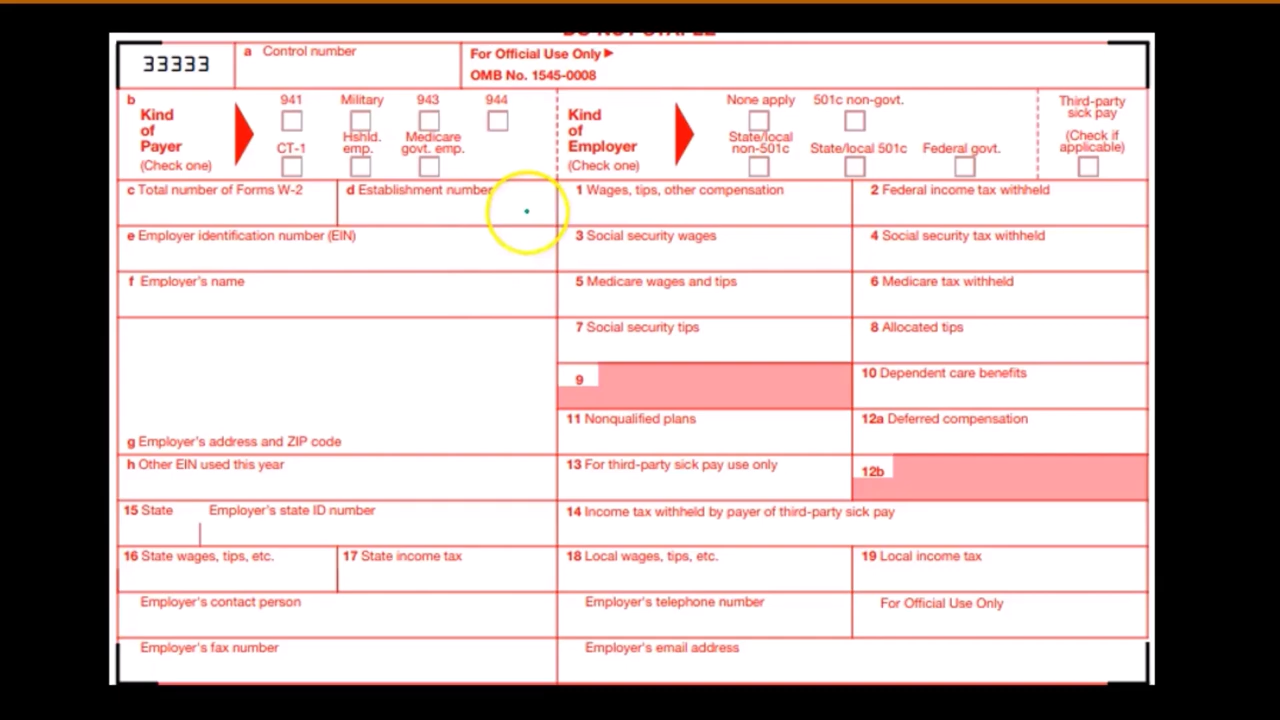 DO NOT STAPLE
33333
a Control number
For Official Use Only ▶
OMB No. 1545-0008
b
Kind
of
Payer
(Check one)
941 Military 943 944
CT-1 Hshld. emp. Medicare govt. emp.
Kind
of
Employer
(Check one)
None apply 501c non-govt.
State/local non-501c State/local 501c Federal govt.
Third-party
sick pay
(Check if
applicable)
c Total number of Forms W-2
d Establishment number
1 Wages, tips, other compensation
2 Federal income tax withheld
e Employer identification number (EIN)
3 Social security wages
4 Social security tax withheld
f Employer's name
5 Medicare wages and tips
6 Medicare tax withheld
7 Social security tips
8 Allocated tips
9
10 Dependent care benefits
11 Nonqualified plans
12a Deferred compensation
g Employer's address and ZIP code
h Other EIN used this year
13 For third-party sick pay use only
12b
15 State Employer's state ID number
14 Income tax withheld by payer of third-party sick pay
16 State wages, tips, etc.
17 State income tax
18 Local wages, tips, etc.
19 Local income tax
Employer's contact person
Employer's telephone number
For Official Use Only
Employer's fax number
Employer's email address